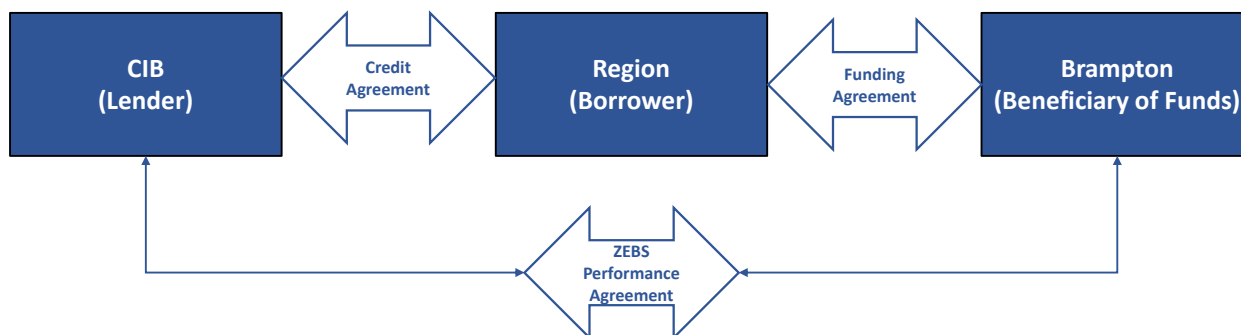 CIB
(Lender)
Credit
Agreement
Region
(Borrower)
Funding
Agreement
Brampton
(Beneficiary of Funds)
ZEBS
Performance
Agreement